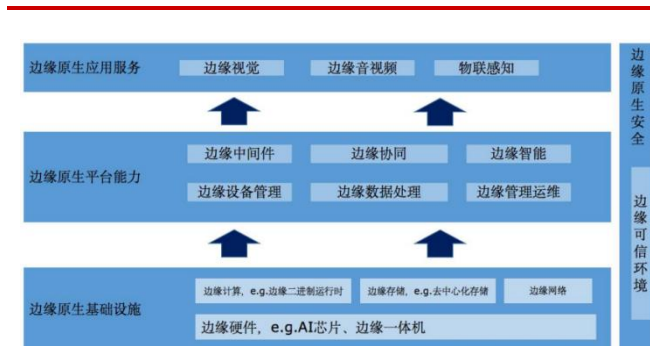 边缘原生应用服务
边缘视觉
边缘音视频
物联感知
边缘原生平台能力
边缘中间件
边缘协同
边缘智能
边缘设备管理
边缘数据处理
边缘管理运维
边缘原生基础设施
边缘计算，e.g.边缘二进制运行时
边缘存储，e.g.去中心化存储
边缘网络
边缘硬件，e.g.AI芯片、边缘一体机
边缘原生安全
边缘可信环境